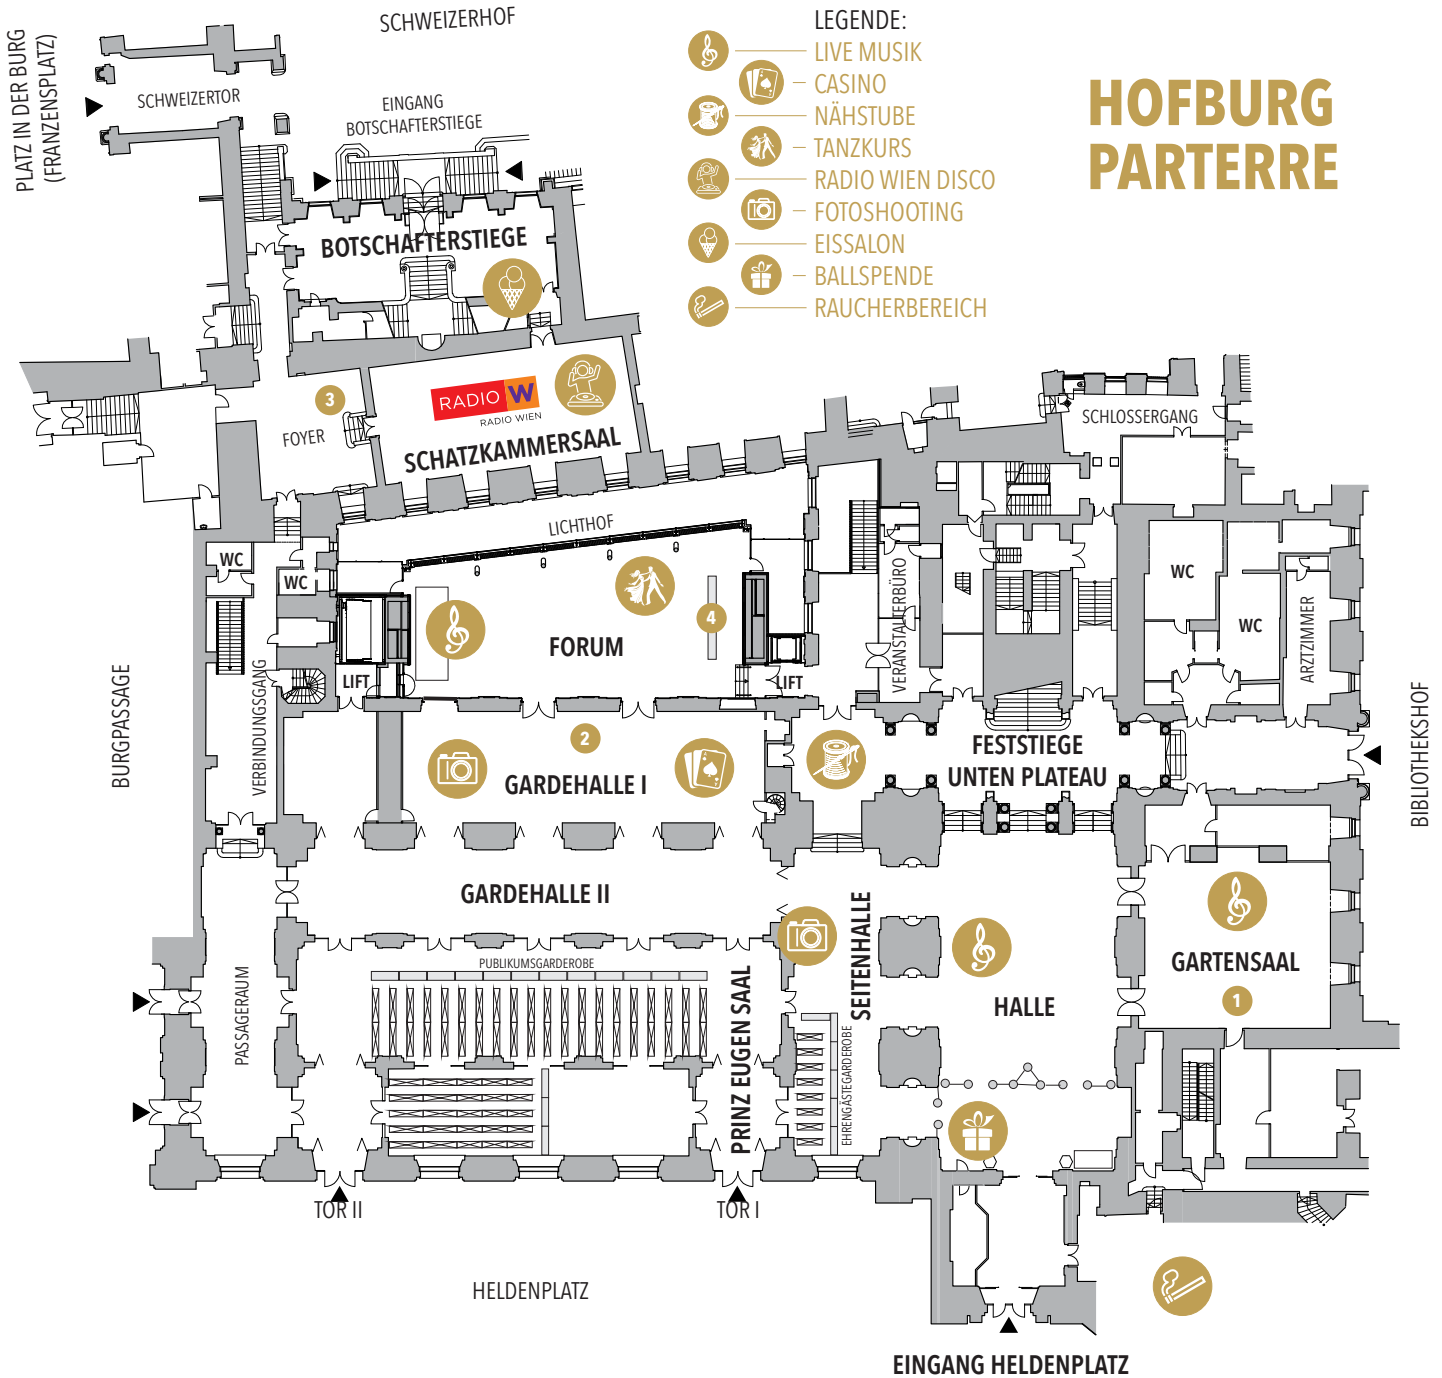 SCHWEIZERHOF
PLATZ IN DER BURG
(FRANZENSPLATZ)
SCHWEIZERTOR
EINGANG
BOTSCHAFTERSTIEGE
LEGENDE:
LIVE MUSIK
CASINO
NÄHSTUBE
TANZKURS
RADIO WIEN DISCO
FOTOSHOOTING
EISSALON
BALLSPENDE
RAUCHERBEREICH
HOFBURG
PARTERRE
BOTSCHAFTERSTIEGE
3
FOYER
RADIO W
RADIO WIEN
SCHATZKAMMERSAAL
SCHLOSSERGANG
LICHTHOF
WC
WC
FORUM
4
LIFT
LIFT
VERANSTALTERBÜRO
WC
WC
ARZTZIMMER
BURGPASSAGE
VERBINDUNGSGANG
2
GARDEHALLE I
FESTSTIEGE
UNTEN PLATEAU
BIBLIOTHEKSHOF
GARDEHALLE II
SEITENHALLE
PUBLIKUMSGARDEROBE
PASSAGERAUM
PRINZ EUGEN SAAL
EHRENGÄSTEGARDEROBE
HALLE
GARTENSAAL
1
TOR II
TOR I
HELDENPLATZ
EINGANG HELDENPLATZ